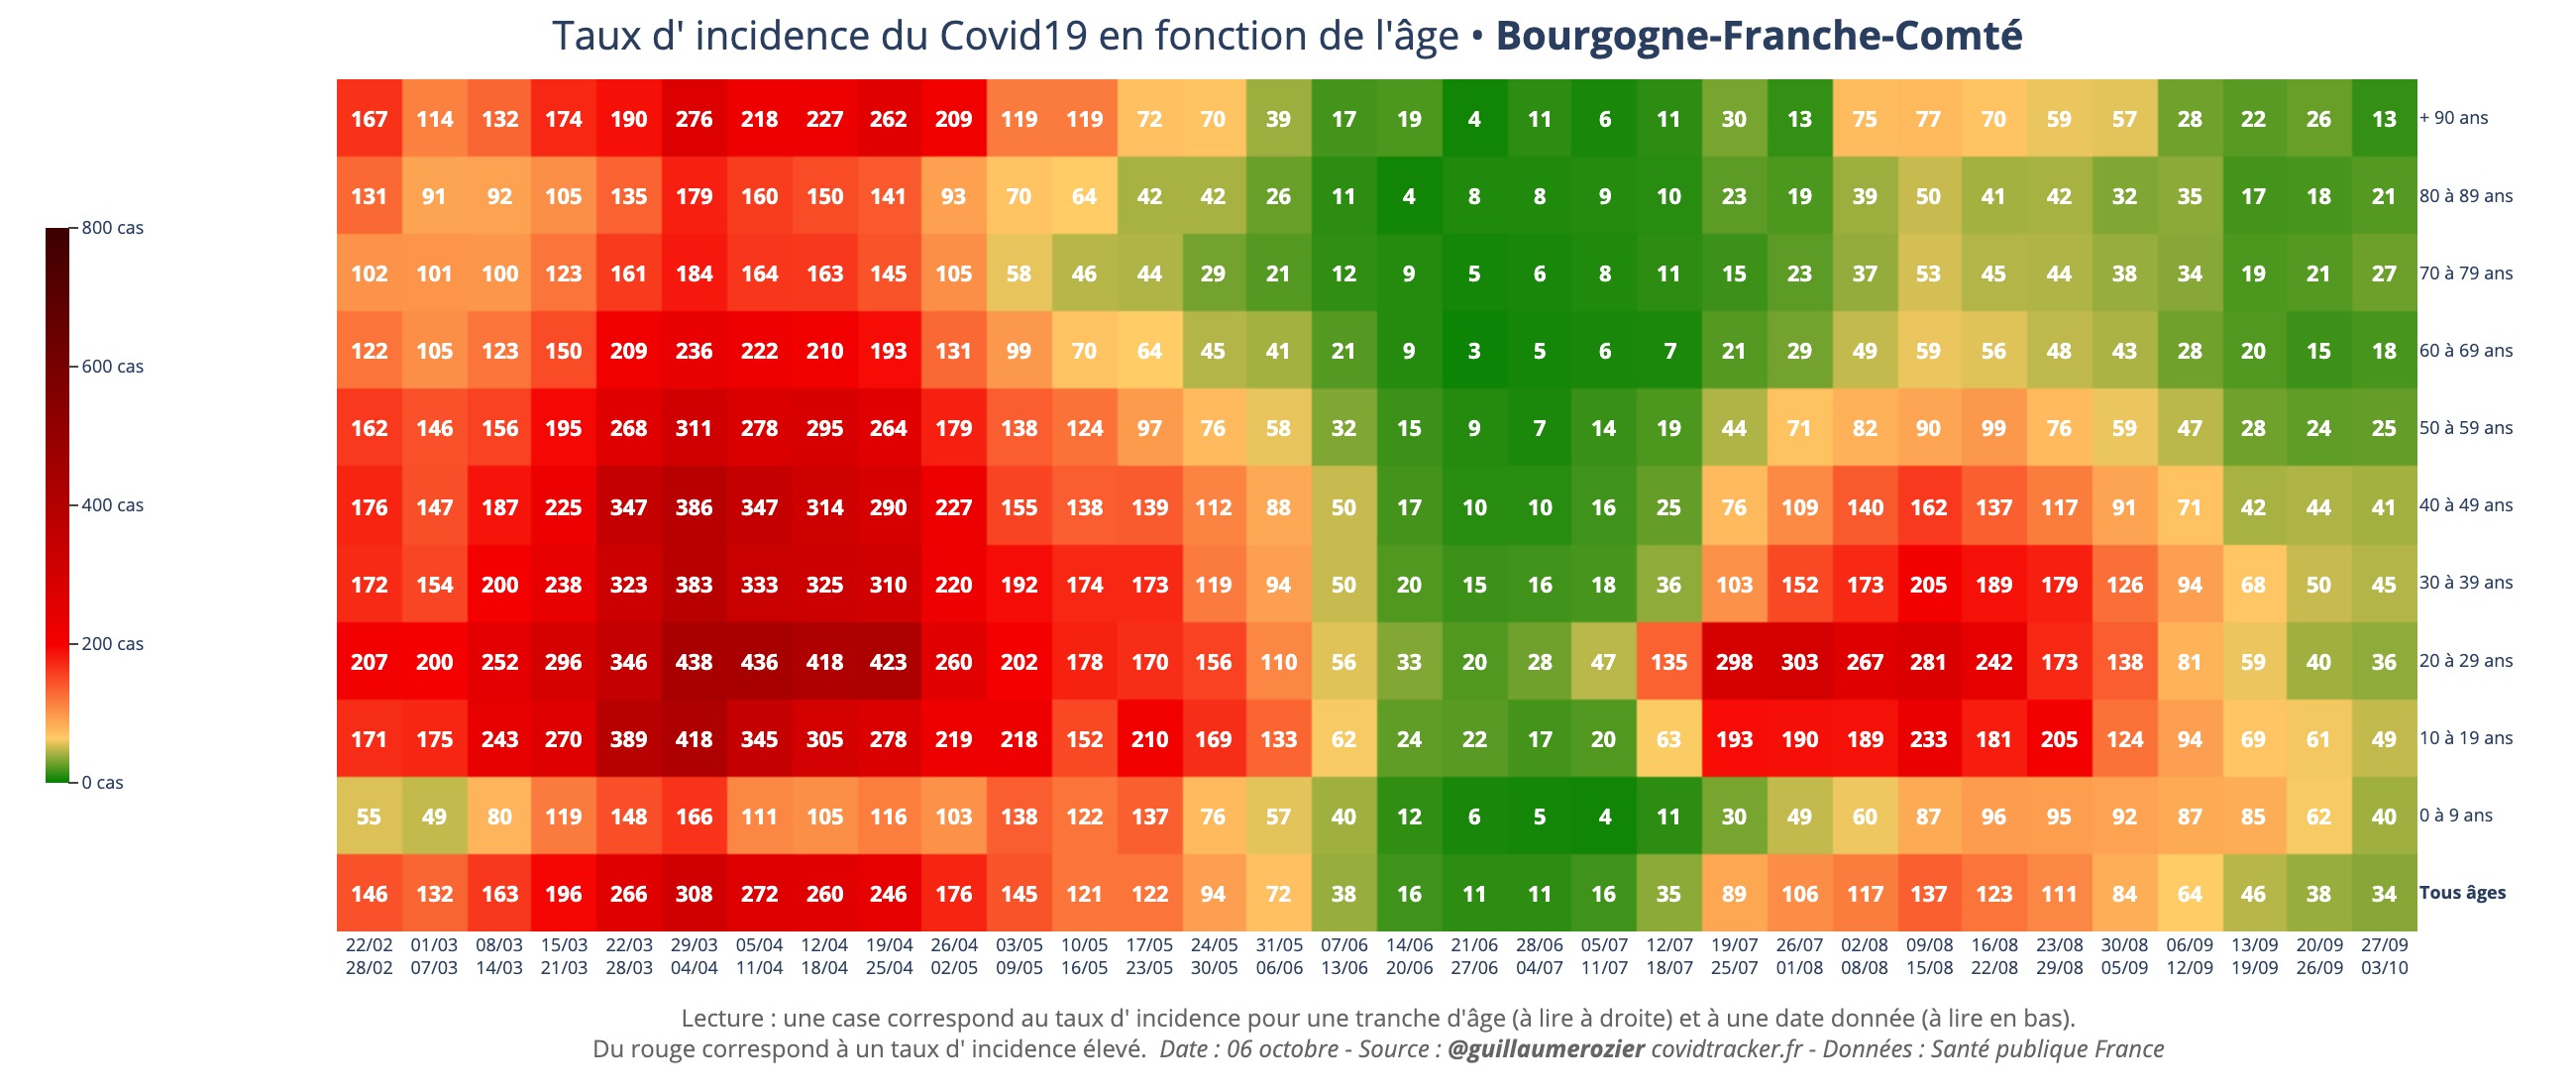 Taux d' incidence du Covid19 en fonction de l'âge • Bourgogne-Franche-Comté
800 cas
600 cas
400 cas
200 cas
0 cas
167 114 132 174 190 276 218 227 262 209 119 119 72 70 39 17 19 4 11 6 11 30 13 75 77 70 59 57 28 22 26 13 + 90 ans
131 91 92 105 135 179 160 150 141 93 70 64 42 42 26 11 4 8 8 9 10 23 19 39 50 41 42 32 35 17 18 21 80 à 89 ans
102 101 100 123 161 184 164 163 145 105 58 46 44 29 21 12 9 5 6 8 11 15 23 37 53 45 44 38 34 19 21 27 70 à 79 ans
122 105 123 150 209 236 222 210 193 131 99 70 64 45 41 21 9 3 5 6 7 21 29 49 59 56 48 43 28 20 15 18 60 à 69 ans
162 146 156 195 268 311 278 295 264 179 138 124 97 76 58 32 15 9 7 14 19 44 71 82 90 99 76 59 47 28 24 25 50 à 59 ans
176 147 187 225 347 386 347 314 290 227 155 138 139 112 88 50 17 10 10 16 25 76 109 140 162 137 117 91 71 42 44 41 40 à 49 ans
172 154 200 238 323 383 333 325 310 220 192 174 173 119 94 50 20 15 16 18 36 103 152 173 205 189 179 126 94 68 50 45 30 à 39 ans
207 200 252 296 346 438 436 418 423 260 202 178 170 156 110 56 33 20 28 47 135 298 303 267 281 242 173 138 81 59 40 36 20 à 29 ans
171 175 243 270 389 418 345 305 278 219 218 152 210 169 133 62 24 22 17 20 63 193 190 189 233 181 205 124 94 69 61 49 10 à 19 ans
55 49 80 119 148 166 111 105 116 103 138 122 137 76 57 40 12 6 5 4 11 30 49 60 87 96 95 92 87 85 62 40 0 à 9 ans
146 132 163 196 266 308 272 260 246 176 145 121 122 94 72 38 16 11 11 16 35 89 106 117 137 123 111 84 64 46 38 34 Tous âges
22/02 01/03 08/03 15/03 22/03 29/03 05/04 12/04 19/04 26/04 03/05 10/05 17/05 24/05 31/05 07/06 14/06 21/06 28/06 05/07 12/07 19/07 26/07 02/08 09/08 16/08 23/08 30/08 06/09 13/09 20/09 27/09
28/02 07/03 14/03 21/03 28/03 04/04 11/04 18/04 25/04 02/05 09/05 16/05 23/05 30/05 06/06 13/06 20/06 27/06 04/07 11/07 18/07 25/07 01/08 08/08 15/08 22/08 29/08 05/09 12/09 19/09 26/09 03/10
Lecture : une case correspond au taux d' incidence pour une tranche d'âge (à lire à droite) et à une date donnée (à lire en bas).
Du rouge correspond à un taux d' incidence élevé. Date : 06 octobre - Source : @guillaumerozier covidtracker.fr - Données : Santé publique France